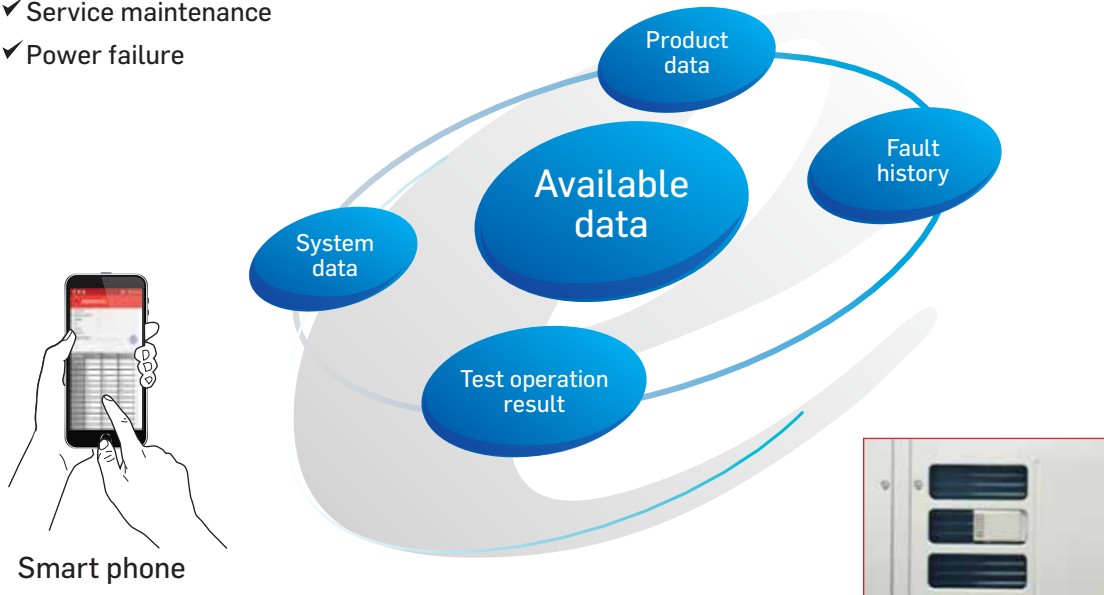 ✓ Service maintenance
✓ Power failure
Product
data
Fault
history
Available
data
System
data
Test operation
result
Smart phone